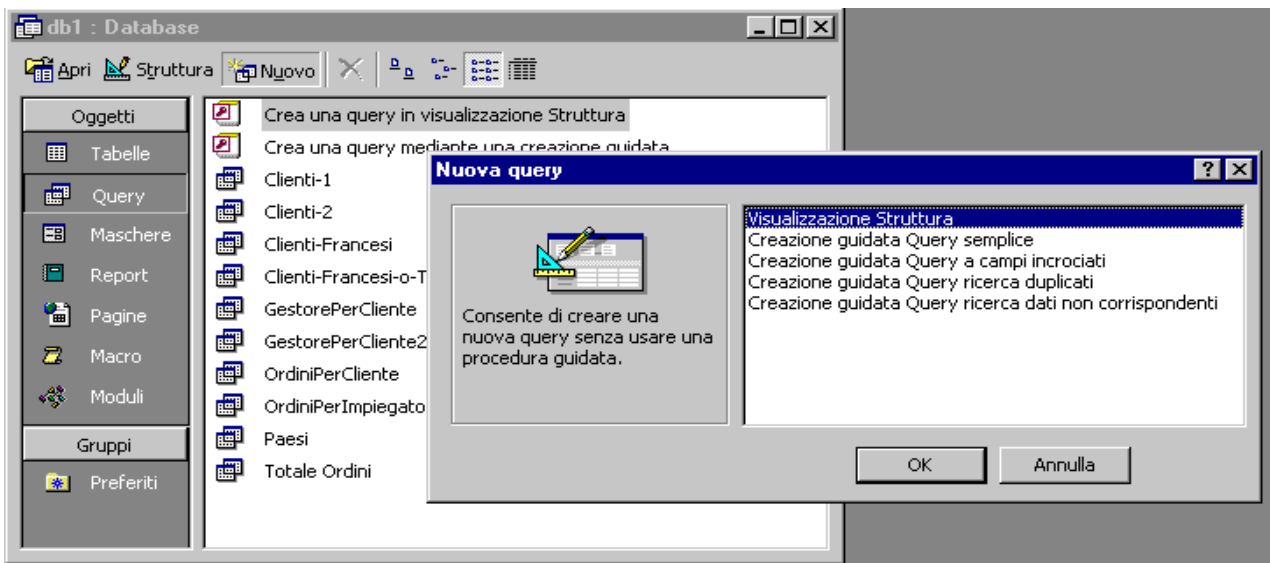 db1 : Database
Apri Struttura Nuovo
Oggetti
Tabelle
Query
Maschere
Report
Pagine
Macro
Moduli
Gruppi
Preferiti
Crea una query in visualizzazione Struttura
Crea una query mediante una creazione guidata
Clienti-1
Clienti-2
Clienti-Francesi
Clienti-Francesi-o-T
GestorePerCliente
GestorePerCliente2
OrdiniPerCliente
OrdiniPerImpiegato
Paesi
Totale Ordini
Nuova query
Consente di creare una
nuova query senza usare una
procedura guidata.
Visualizzazione Struttura
Creazione guidata Query semplice
Creazione guidata Query a campi incrociati
Creazione guidata Query ricerca duplicati
Creazione guidata Query ricerca dati non corrispondenti
OK Annulla